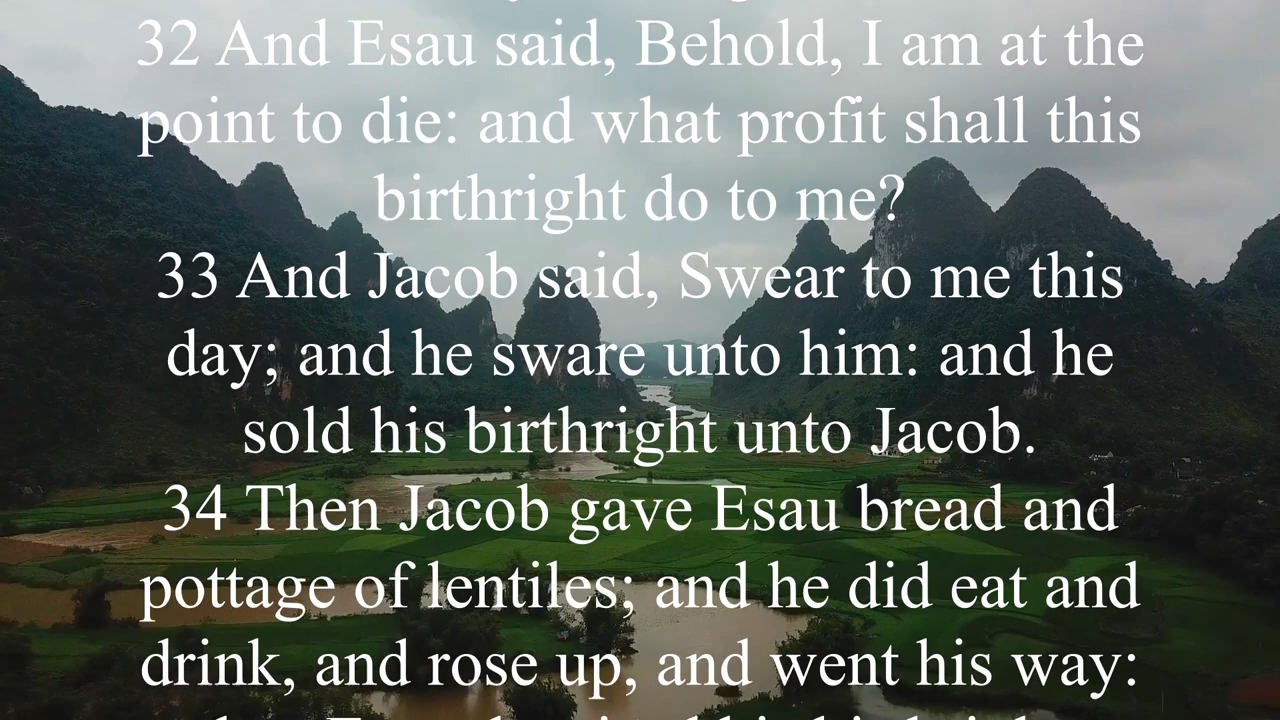 32 And Esau said, Behold, I am at the
point to die: and what profit shall this
birthright do to me?
33 And Jacob said, Swear to me this
day; and he sware unto him: and he
sold his birthright unto Jacob.
34 Then Jacob gave Esau bread and
pottage of lentiles; and he did eat and
drink, and rose up, and went his way: